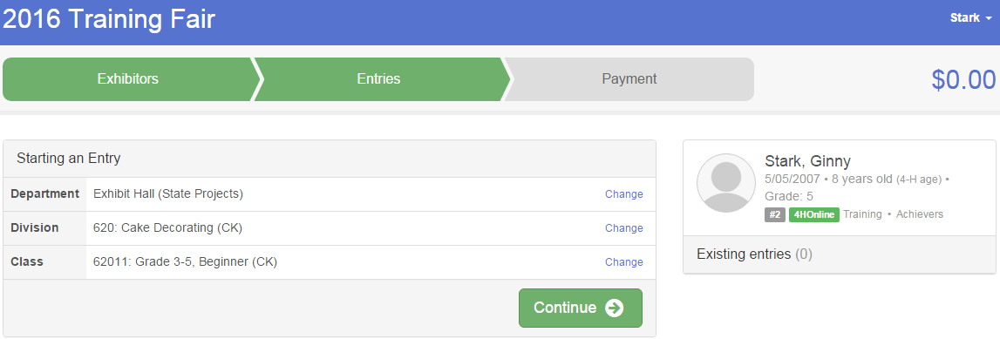 2016 Training Fair
Stark
Exhibitors
Entries
Payment
$0.00
Starting an Entry
Department Exhibit Hall (State Projects) Change
Division 620: Cake Decorating (CK) Change
Class 62011: Grade 3-5, Beginner (CK) Change
Continue
Stark, Ginny
5/05/2007 • 8 years old (4-H age) •
Grade: 5
#2 4HOnline Training • Achievers
Existing entries (0)